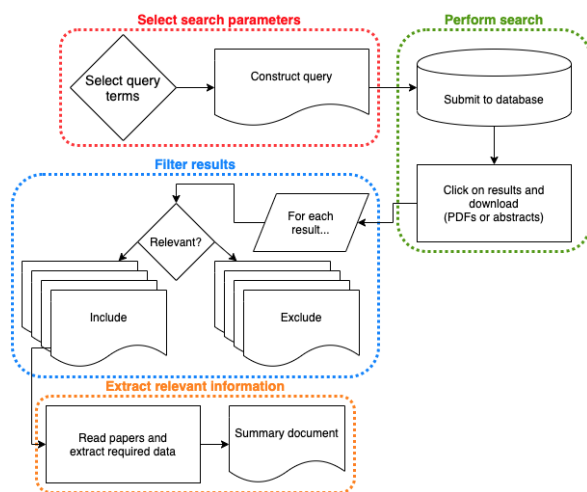 Select search parameters
Perform search
Select query
terms
Construct query
Submit to database
Click on results and
download
(PDFs or abstracts)
Filter results
For each
result...
Relevant?
Include
Exclude
Extract relevant information
Read papers and
extract required data
Summary document